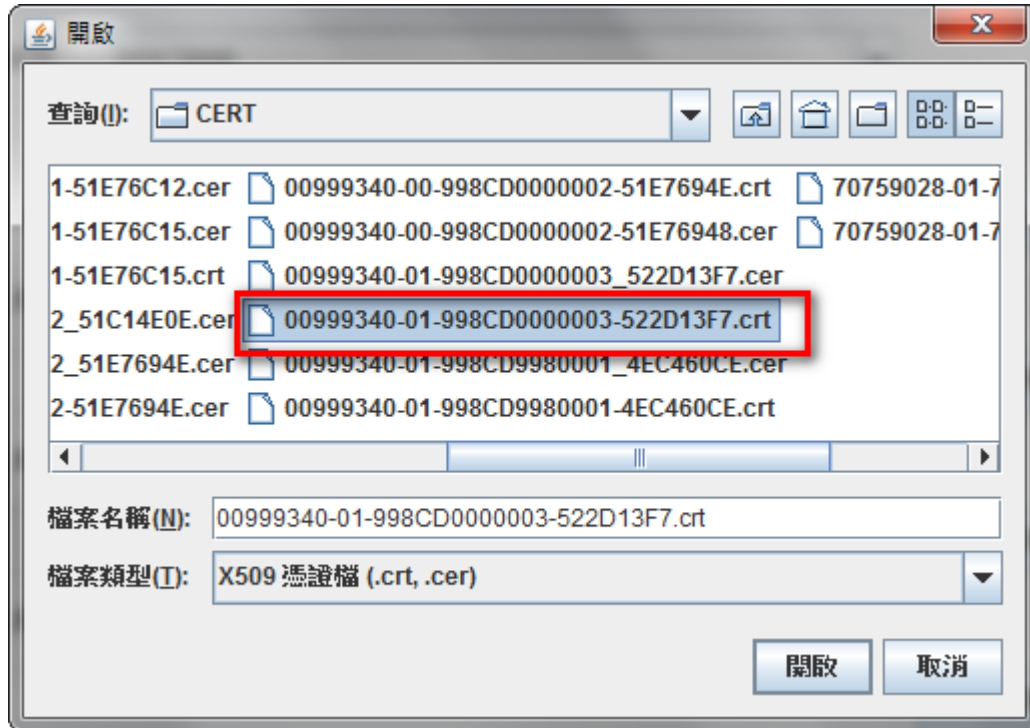 開啟
查詢(I): CERT
1-51E76C12.cer 00999340-00-998CD0000002-51E7694E.crt 70759028-01-7
1-51E76C15.cer 00999340-00-998CD0000002-51E76948.cer 70759028-01-7
1-51E76C15.crt 00999340-01-998CD0000003_522D13F7.cer
2_51C14E0E.cer 00999340-01-998CD0000003-522D13F7.crt
2_51E7694E.cer 00999340-01-998CD9980001_4EC460CE.cer
2-51E7694E.cer 00999340-01-998CD9980001-4EC460CE.crt
檔案名稱(N): 00999340-01-998CD0000003-522D13F7.crt
檔案類型(T): X509 憑證檔 (.crt, .cer)
開啟 取消